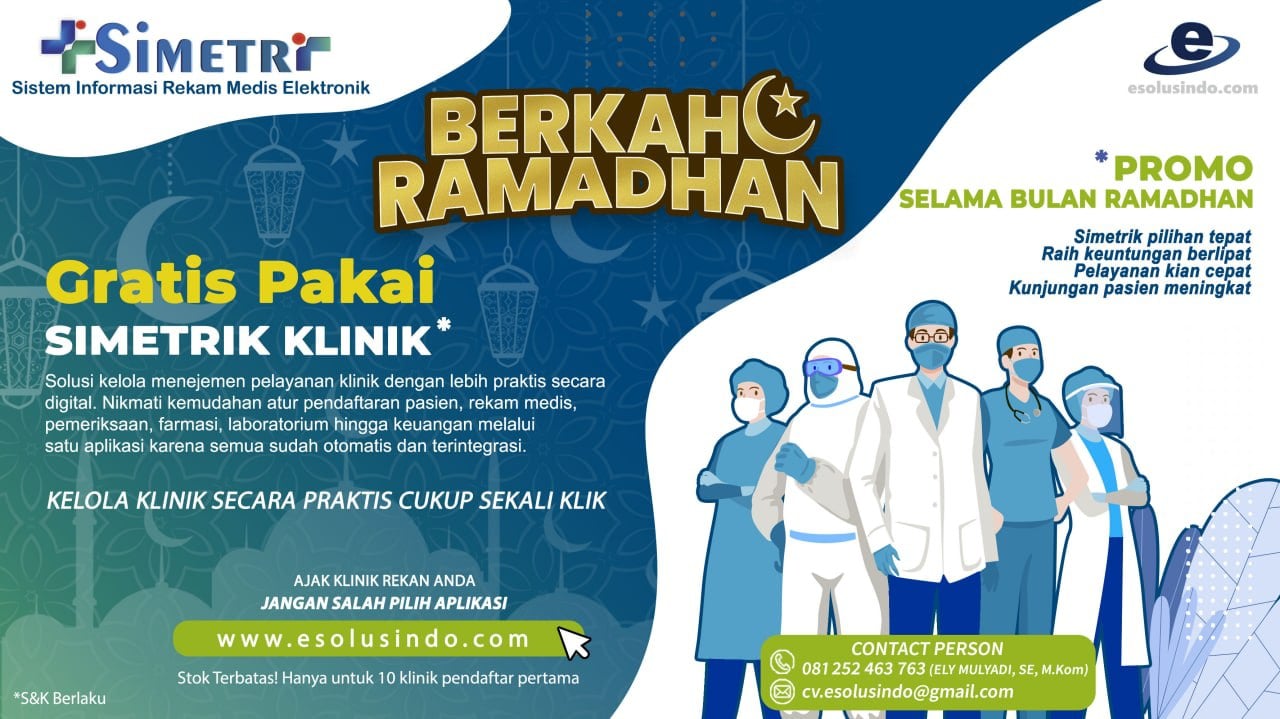 SIMETRIK
Sistem Informasi Rekam Medis Elektronik
e
esolusindo.com
BERKAH
RAMADHAN
*PROMO
SELAMA BULAN RAMADHAN
Simetrik pilihan tepat
Raih keuntungan berlipat
Pelayanan kian cepat
Kunjungan pasien meningkat
Gratis Pakai
SIMETRIK KLINIK*
Solusi kelola menejemen pelayanan klinik dengan lebih praktis secara
digital. Nikmati kemudahan atur pendaftaran pasien, rekam medis,
pemeriksaan, farmasi, laboratorium hingga keuangan melalui
satu aplikasi karena semua sudah otomatis dan terintegrasi.
KELOLA KLINIK SECARA PRAKTIS CUKUP SEKALI KLIK
AJAK KLINIK REKAN ANDA
JANGAN SALAH PILIH APLIKASI
www.esolusindo.com
Stok Terbatas! Hanya untuk 10 klinik pendaftar pertama
*S&K Berlaku
CONTACT PERSON
081 252 463 763 (ELY MULYADI, SE, M.Kom)
cv.esolusindo@gmail.com